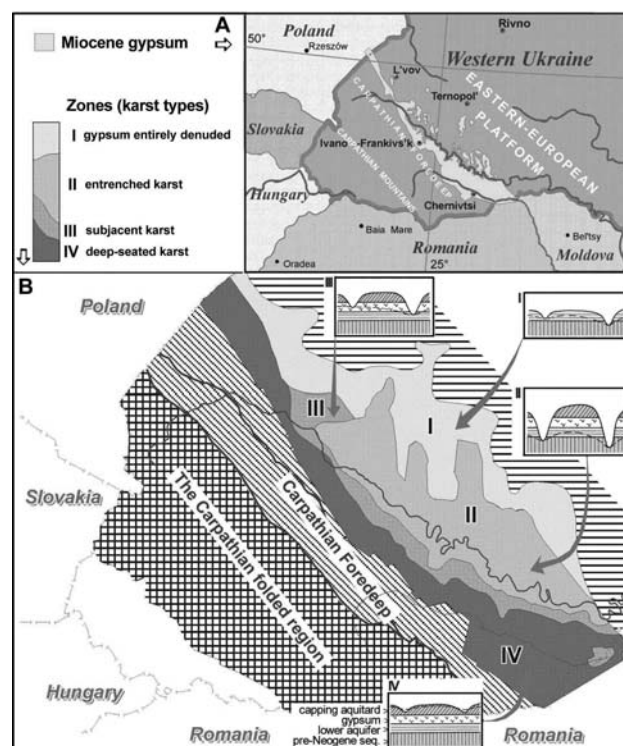 A
Miocene gypsum
Zones (karst types)
I gypsum entirely denuded
II entrenched karst
III subjacent karst
IV deep-seated karst
Poland
Rivno
50°
Rzeszów
Western Ukraine
L'vov
Ternopol'
EASTERN-EUROPEAN
PLATFORM
CARPATHIAN FOREDEEP
CARPATHIAN MOUNTAINS
Slovakia
Ivano-Frankivs'k
Chernivtsi
Hungary
Baia Mare
Romania
Bel'tsy
Oradea
25°
Moldova
B
Poland
III
I
II
III
I
II
Slovakia
Carpathian Foredeep
The Carpathian folded region
IV
Hungary
IV
capping aquitard
gypsum
lower aquifer
pre-Neogene seq.
Romania
Romania